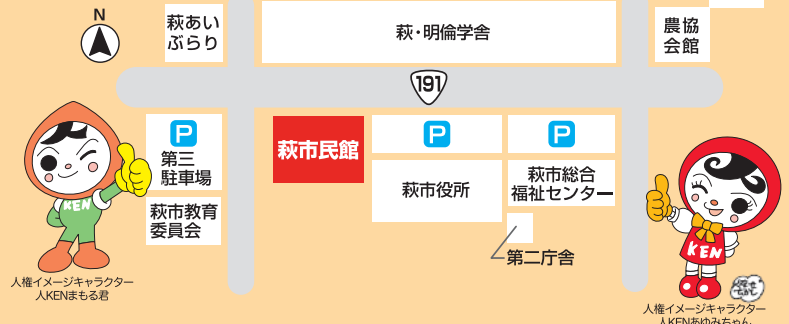 N
萩あい
ぶらり
萩・明倫学舎
農協
会館
191
P
第三
駐車場
萩市民館
P
P
萩市役所
萩市総合
福祉センター
萩市教育
委員会
第二庁舎
KEN
KEN
人権イメージキャラクター
人KENまもる君
人権イメージキャラクター
人KENあゆみちゃん